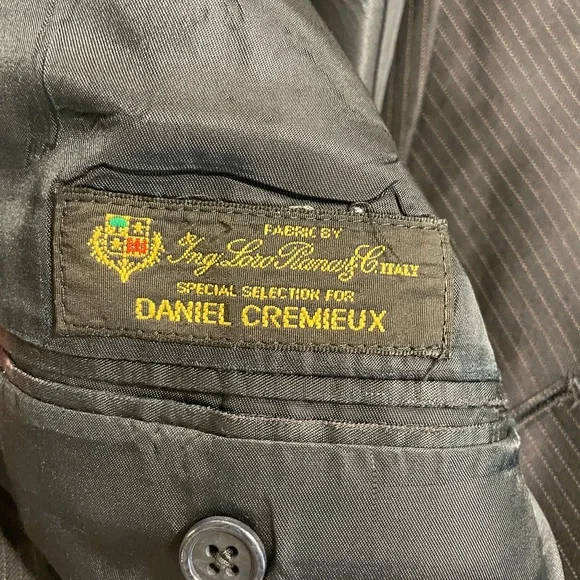 FABRIC BY
Ing. Loro Piana & C. ITALY
SPECIAL SELECTION FOR
DANIEL CREMIEUX